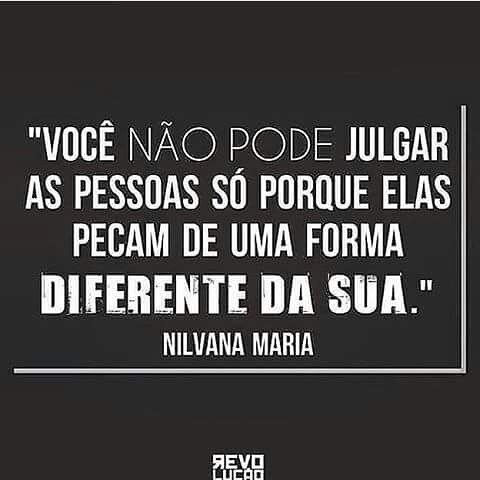 "VOCÊ NÃO PODE JULGAR
AS PESSOAS SÓ PORQUE ELAS
PECAM DE UMA FORMA
DIFERENTE DA SUA."
NILVANA MARIA
REVO
LUCAO